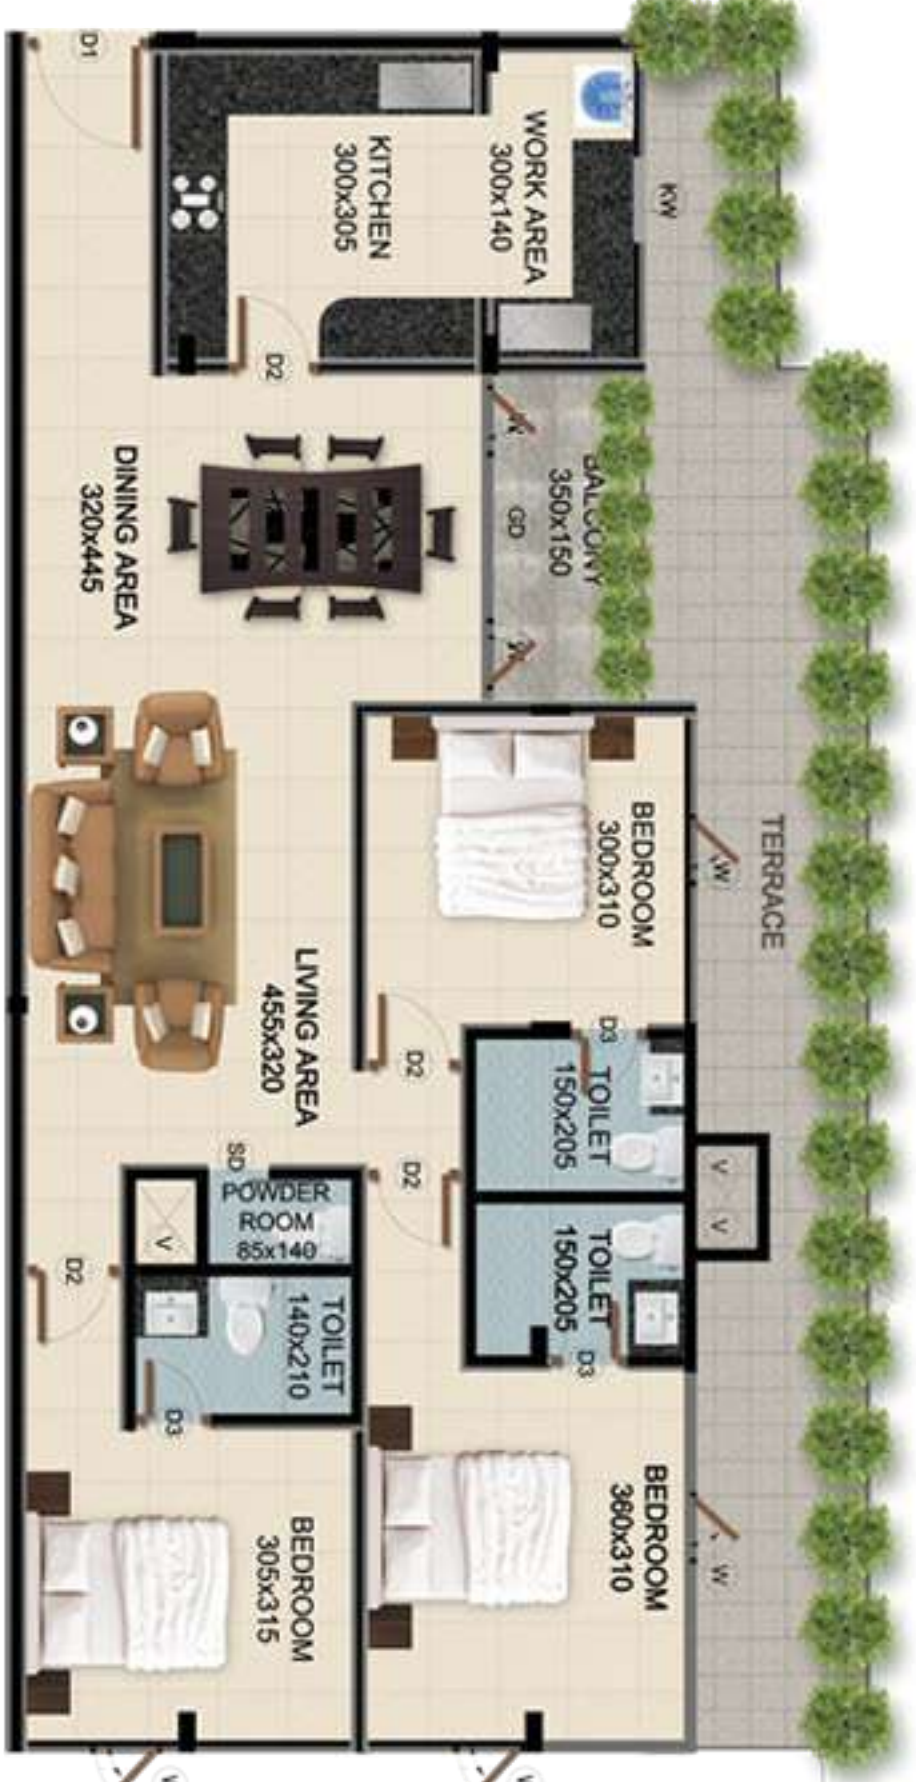 D1
KITCHEN
300x305
WORK AREA
300x140
KW
D2
DINING AREA
320x445
W
GD
BALCONY
350x150
W
BEDROOM
300x310
W
TERRACE
LIVING AREA
455x320
D2
D3
TOILET
150x205
V
V
SD
POWDER
ROOM
85x140
V
D2
D2
TOILET
140x210
D3
TOILET
150x205
D3
BEDROOM
305x315
BEDROOM
360x310
W